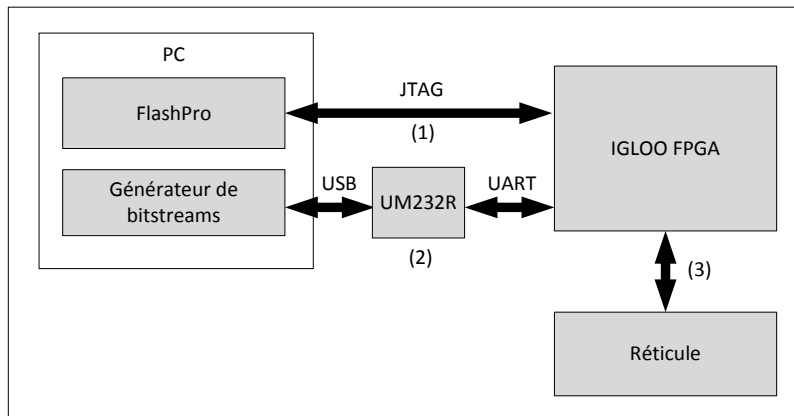 PC
FlashPro
JTAG
(1)
IGLOO FPGA
Générateur de
bitstreams
USB
UM232R
UART
(2)
(3)
Réticule